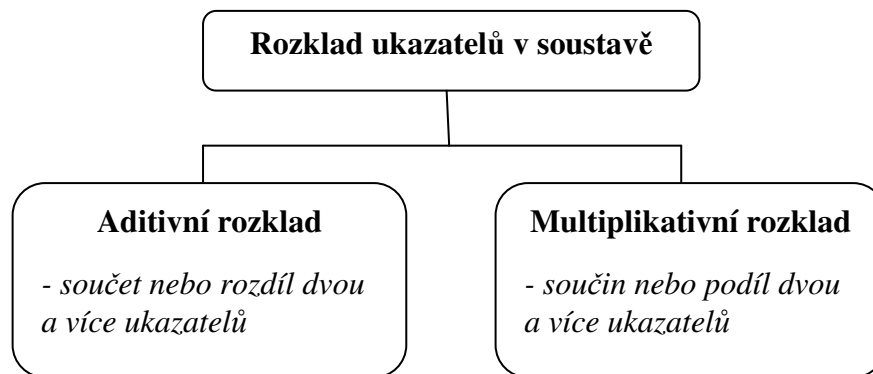 Rozklad ukazatelů v soustavě
Aditivní rozklad
- součet nebo rozdíl dvou
a více ukazatelů
Multiplikativní rozklad
- součin nebo podíl dvou
a více ukazatelů